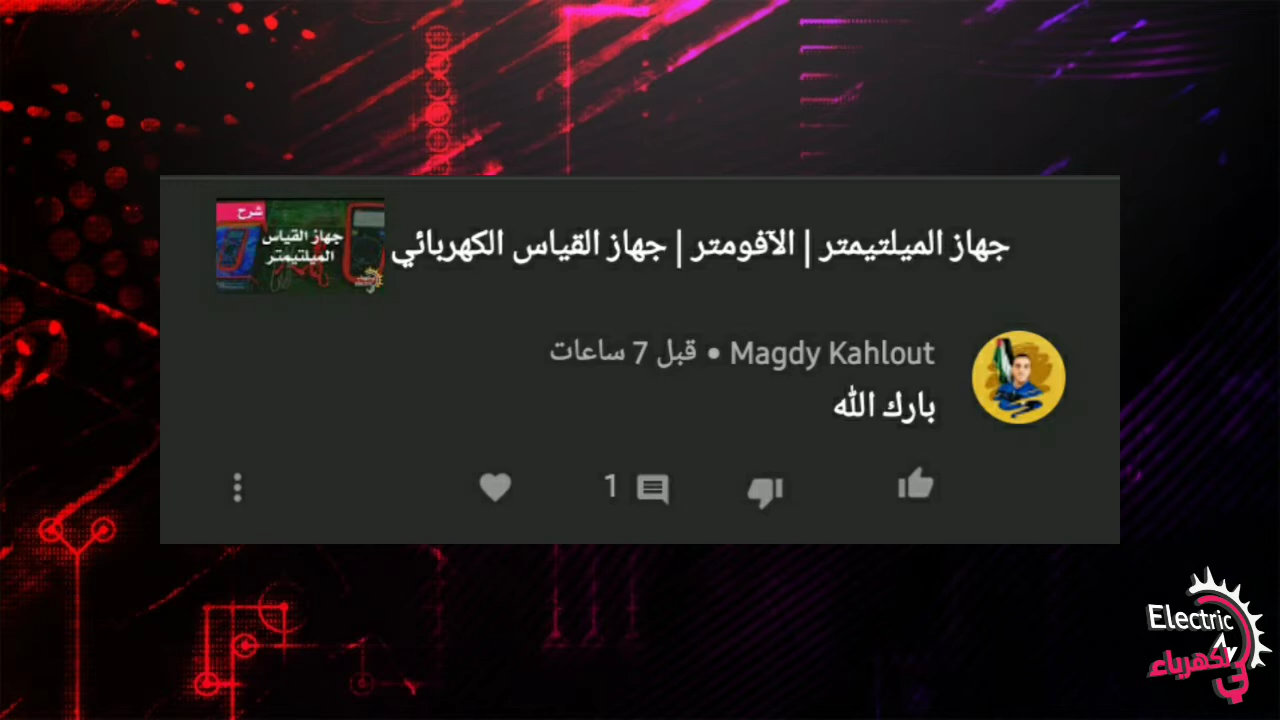 جهاز الميلتيمتر | الآفومتر | جهاز القياس الكهربائي
شرح
جهاز القياس
الميلتيمتر
Magdy Kahlout • قبل 7 ساعات
بارك الله
1
Electric
لكهرباء